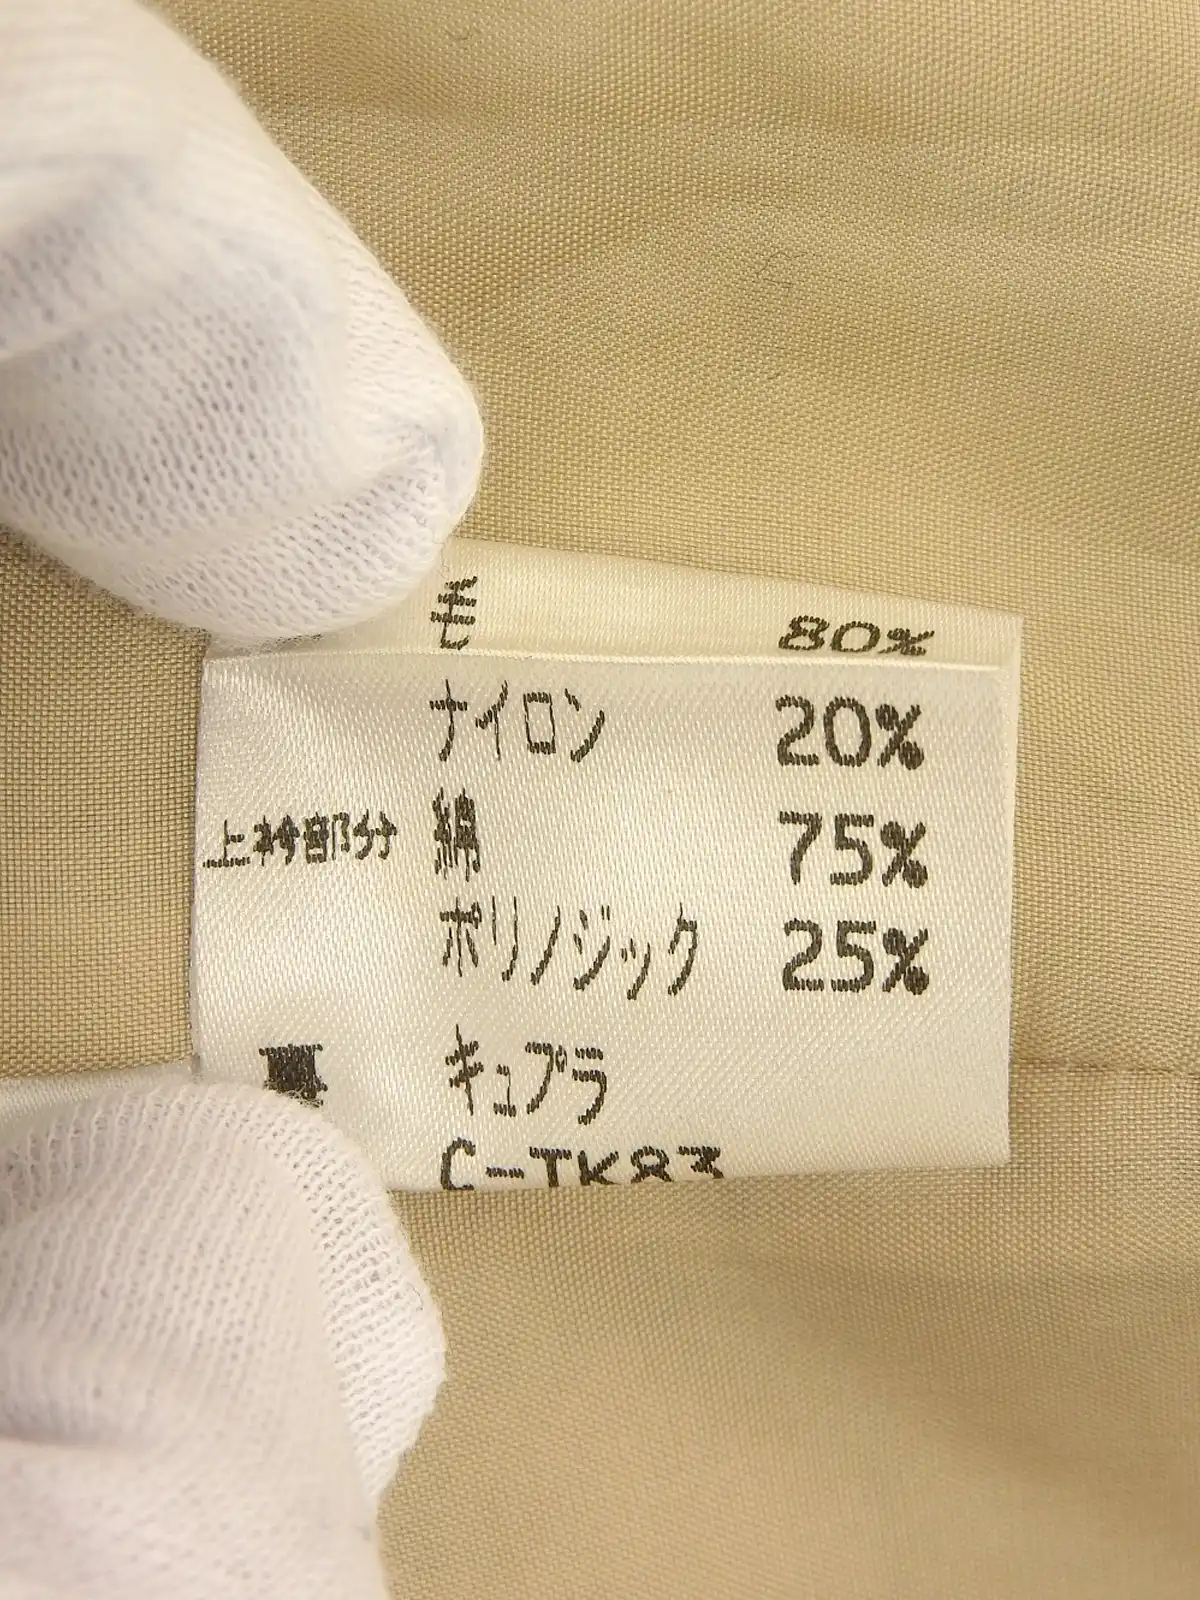 毛 80%
ナイロン 20%
上衿部分 綿 75%
ポリノジック 25%
裏 キュプラ
C-TK83